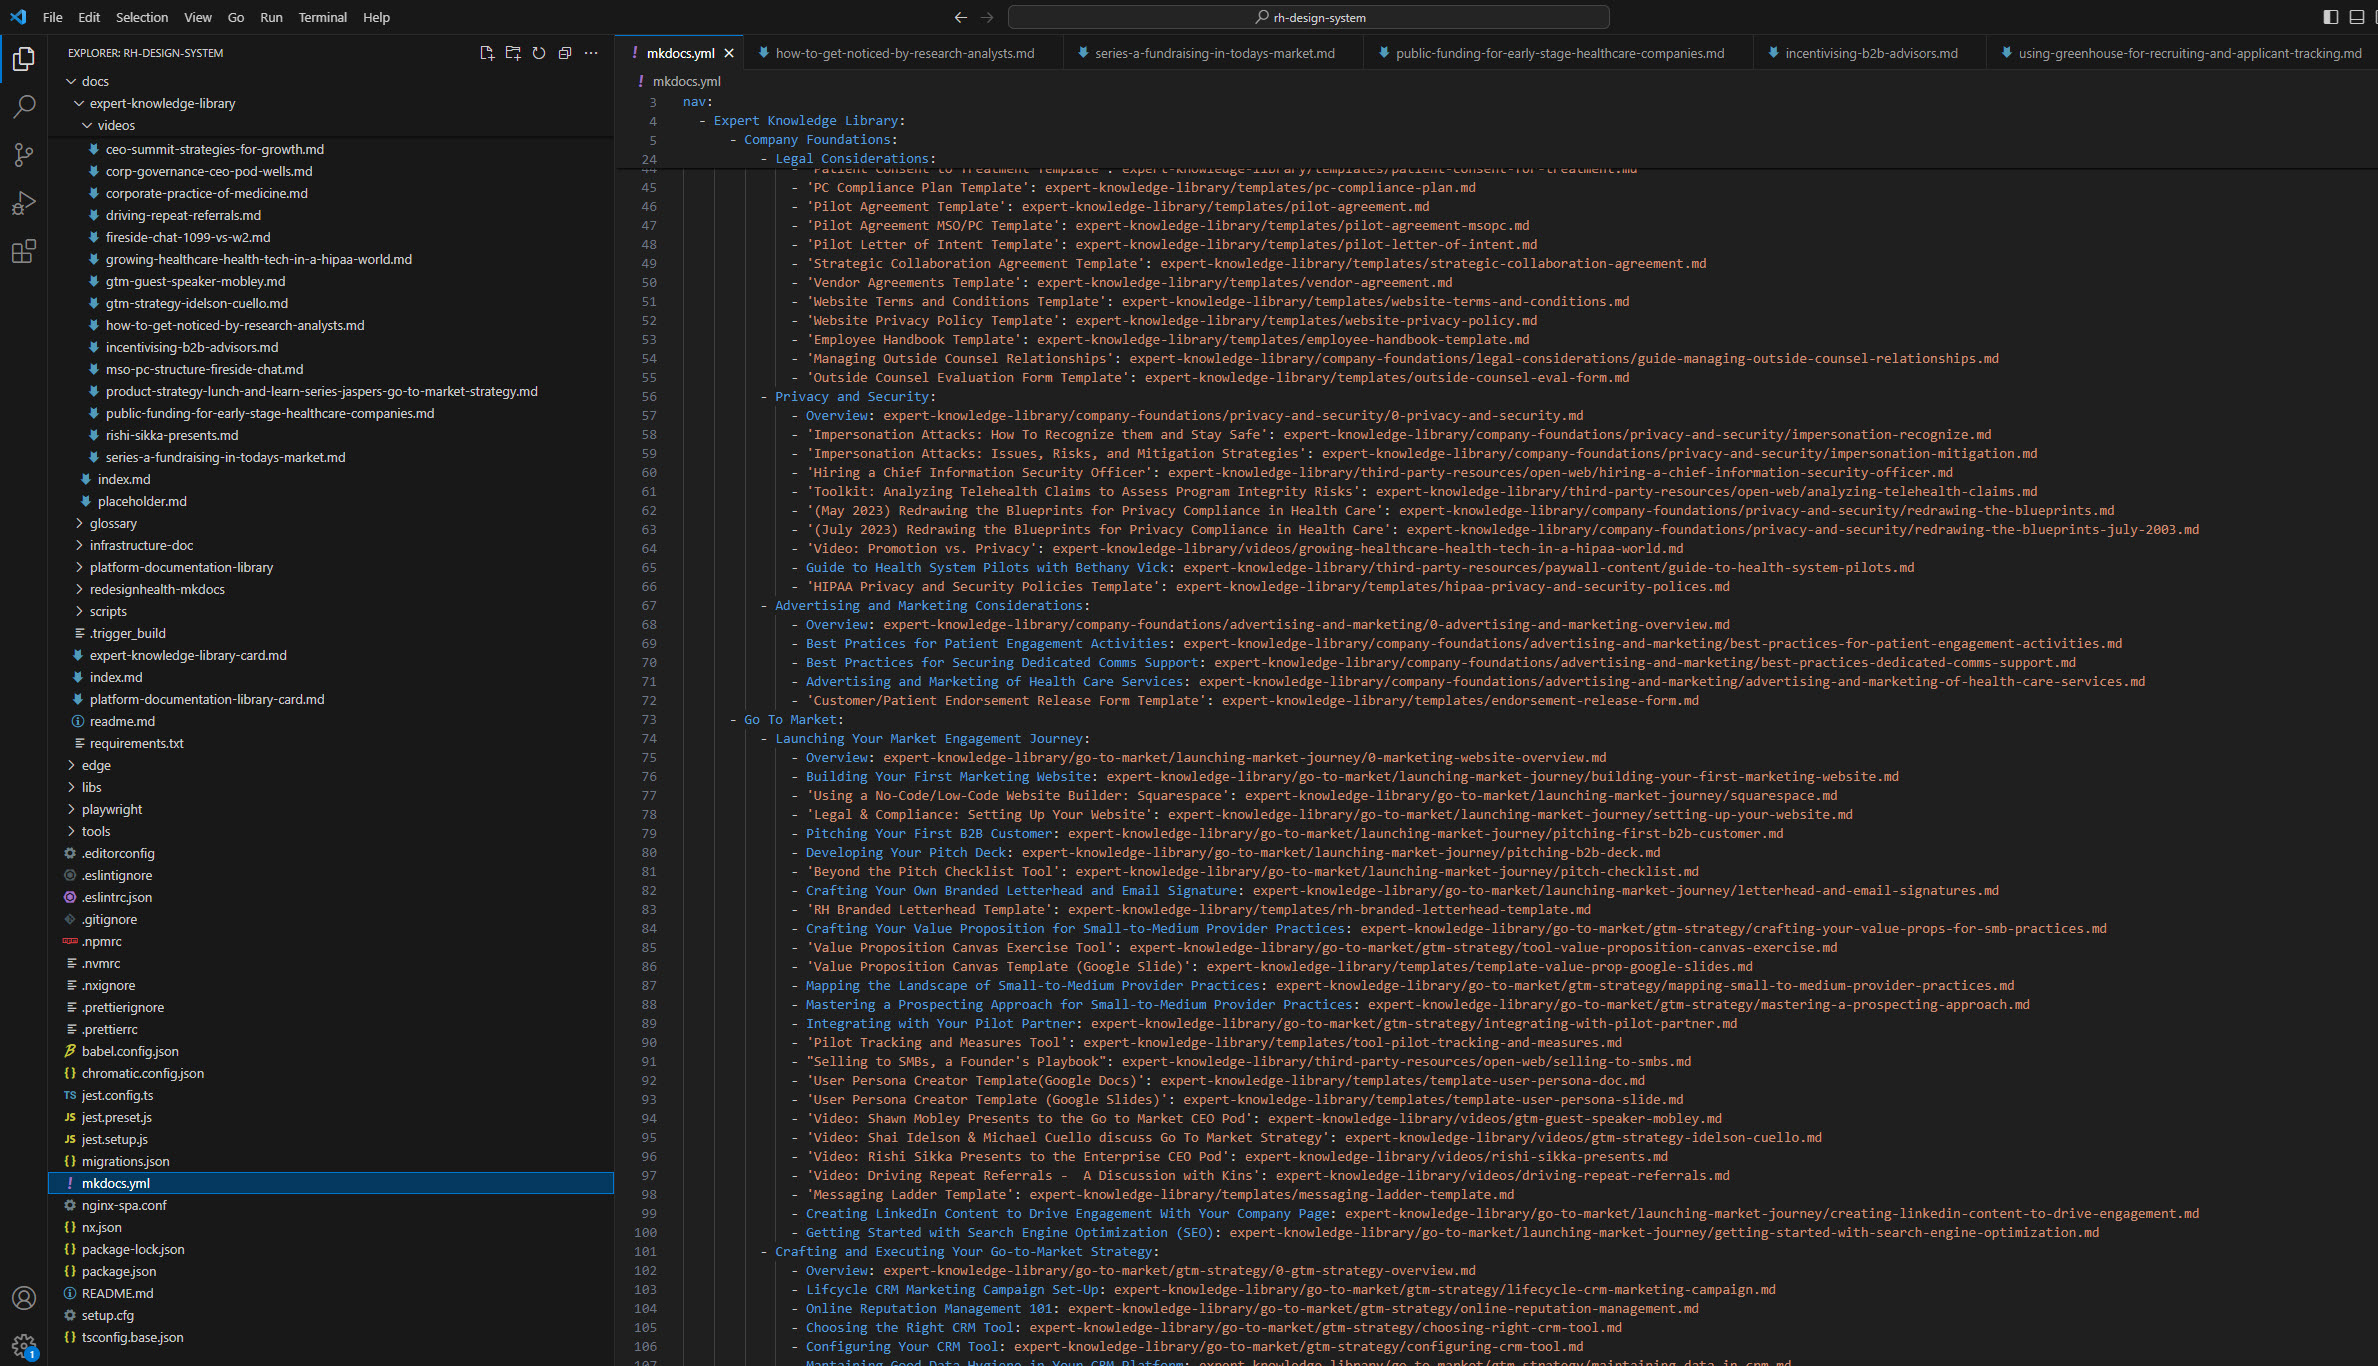 File Edit Selection View Go Run Terminal Help
rh-design-system
EXPLORER: RH-DESIGN-SYSTEM
docs
expert-knowledge-library
videos
ceo-summit-strategies-for-growth.md
corp-governance-ceo-pod-wells.md
corporate-practice-of-medicine.md
driving-repeat-referrals.md
fireside-chat-1099-vs-w2.md
growing-healthcare-health-tech-in-a-hipaa-world.md
gtm-guest-speaker-mobley.md
gtm-strategy-idelson-cuello.md
how-to-get-noticed-by-research-analysts.md
incentivising-b2b-advisors.md
mso-pc-structure-fireside-chat.md
product-strategy-lunch-and-learn-series-jaspers-go-to-market-strategy.md
public-funding-for-early-stage-healthcare-companies.md
rishi-sikka-presents.md
series-a-fundraising-in-todays-market.md
index.md
placeholder.md
glossary
infrastructure-doc
platform-documentation-library
redesignhealth-mkdocs
scripts
.trigger_build
expert-knowledge-library-card.md
index.md
platform-documentation-library-card.md
readme.md
requirements.txt
edge
libs
playwright
tools
.editorconfig
.eslintignore
.eslintrc.json
.gitignore
.npmrc
.nvmrc
.nxignore
.prettierignore
.prettierrc
babel.config.json
chromatic.config.json
TS jest.config.ts
JS jest.preset.js
JS jest.setup.js
migrations.json
! mkdocs.yml
nginx-spa.conf
nx.json
package-lock.json
package.json
README.md
setup.cfg
tsconfig.base.json
1
! mkdocs.yml how-to-get-noticed-by-research-analysts.md series-a-fundraising-in-todays-market.md public-funding-for-early-stage-healthcare-companies.md incentivising-b2b-advisors.md using-greenhouse-for-recruiting-and-applicant-tracking.md
! mkdocs.yml
3 nav:
4 - Expert Knowledge Library:
5 - Company Foundations:
24 - Legal Considerations:
44 - 'Patient Consent to Treatment Template': expert-knowledge-library/templates/patient-consent-for-treatment.md
45 - 'PC Compliance Plan Template': expert-knowledge-library/templates/pc-compliance-plan.md
46 - 'Pilot Agreement Template': expert-knowledge-library/templates/pilot-agreement.md
47 - 'Pilot Agreement MSO/PC Template': expert-knowledge-library/templates/pilot-agreement-msopc.md
48 - 'Pilot Letter of Intent Template': expert-knowledge-library/templates/pilot-letter-of-intent.md
49 - 'Strategic Collaboration Agreement Template': expert-knowledge-library/templates/strategic-collaboration-agreement.md
50 - 'Vendor Agreements Template': expert-knowledge-library/templates/vendor-agreement.md
51 - 'Website Terms and Conditions Template': expert-knowledge-library/templates/website-terms-and-conditions.md
52 - 'Website Privacy Policy Template': expert-knowledge-library/templates/website-privacy-policy.md
53 - 'Employee Handbook Template': expert-knowledge-library/templates/employee-handbook-template.md
54 - 'Managing Outside Counsel Relationships': expert-knowledge-library/company-foundations/legal-considerations/guide-managing-outside-counsel-relationships.md
55 - 'Outside Counsel Evaluation Form Template': expert-knowledge-library/templates/outside-counsel-eval-form.md
56 - Privacy and Security:
57 - Overview: expert-knowledge-library/company-foundations/privacy-and-security/0-privacy-and-security.md
58 - 'Impersonation Attacks: How To Recognize them and Stay Safe': expert-knowledge-library/company-foundations/privacy-and-security/impersonation-recognize.md
59 - 'Impersonation Attacks: Issues, Risks, and Mitigation Strategies': expert-knowledge-library/company-foundations/privacy-and-security/impersonation-mitigation.md
60 - 'Hiring a Chief Information Security Officer': expert-knowledge-library/third-party-resources/open-web/hiring-a-chief-information-security-officer.md
61 - 'Toolkit: Analyzing Telehealth Claims to Assess Program Integrity Risks': expert-knowledge-library/third-party-resources/open-web/analyzing-telehealth-claims.md
62 - '(May 2023) Redrawing the Blueprints for Privacy Compliance in Health Care': expert-knowledge-library/company-foundations/privacy-and-security/redrawing-the-blueprints.md
63 - '(July 2023) Redrawing the Blueprints for Privacy Compliance in Health Care': expert-knowledge-library/company-foundations/privacy-and-security/redrawing-the-blueprints-july-2003.md
64 - 'Video: Promotion vs. Privacy': expert-knowledge-library/videos/growing-healthcare-health-tech-in-a-hipaa-world.md
65 - Guide to Health System Pilots with Bethany Vick: expert-knowledge-library/third-party-resources/paywall-content/guide-to-health-system-pilots.md
66 - 'HIPAA Privacy and Security Policies Template': expert-knowledge-library/templates/hipaa-privacy-and-security-polices.md
67 - Advertising and Marketing Considerations:
68 - Overview: expert-knowledge-library/company-foundations/advertising-and-marketing/0-advertising-and-marketing-overview.md
69 - Best Pratices for Patient Engagement Activities: expert-knowledge-library/company-foundations/advertising-and-marketing/best-practices-for-patient-engagement-activities.md
70 - Best Practices for Securing Dedicated Comms Support: expert-knowledge-library/company-foundations/advertising-and-marketing/best-practices-dedicated-comms-support.md
71 - Advertising and Marketing of Health Care Services: expert-knowledge-library/company-foundations/advertising-and-marketing/advertising-and-marketing-of-health-care-services.md
72 - 'Customer/Patient Endorsement Release Form Template': expert-knowledge-library/templates/endorsement-release-form.md
73 - Go To Market:
74 - Launching Your Market Engagement Journey:
75 - Overview: expert-knowledge-library/go-to-market/launching-market-journey/0-marketing-website-overview.md
76 - Building Your First Marketing Website: expert-knowledge-library/go-to-market/launching-market-journey/building-your-first-marketing-website.md
77 - 'Using a No-Code/Low-Code Website Builder: Squarespace': expert-knowledge-library/go-to-market/launching-market-journey/squarespace.md
78 - 'Legal & Compliance: Setting Up Your Website': expert-knowledge-library/go-to-market/launching-market-journey/setting-up-your-website.md
79 - Pitching Your First B2B Customer: expert-knowledge-library/go-to-market/launching-market-journey/pitching-first-b2b-customer.md
80 - Developing Your Pitch Deck: expert-knowledge-library/go-to-market/launching-market-journey/pitching-b2b-deck.md
81 - 'Beyond the Pitch Checklist Tool': expert-knowledge-library/go-to-market/launching-market-journey/pitch-checklist.md
82 - Crafting Your Own Branded Letterhead and Email Signature: expert-knowledge-library/go-to-market/launching-market-journey/letterhead-and-email-signatures.md
83 - 'RH Branded Letterhead Template': expert-knowledge-library/templates/rh-branded-letterhead-template.md
84 - Crafting Your Value Proposition for Small-to-Medium Provider Practices: expert-knowledge-library/go-to-market/gtm-strategy/crafting-your-value-props-for-smb-practices.md
85 - 'Value Proposition Canvas Exercise Tool': expert-knowledge-library/go-to-market/gtm-strategy/tool-value-proposition-canvas-exercise.md
86 - 'Value Proposition Canvas Template (Google Slide)': expert-knowledge-library/templates/template-value-prop-google-slides.md
87 - Mapping the Landscape of Small-to-Medium Provider Practices: expert-knowledge-library/go-to-market/gtm-strategy/mapping-small-to-medium-provider-practices.md
88 - Mastering a Prospecting Approach for Small-to-Medium Provider Practices: expert-knowledge-library/go-to-market/gtm-strategy/mastering-a-prospecting-approach.md
89 - Integrating with Your Pilot Partner: expert-knowledge-library/go-to-market/gtm-strategy/integrating-with-pilot-partner.md
90 - 'Pilot Tracking and Measures Tool': expert-knowledge-library/templates/tool-pilot-tracking-and-measures.md
91 - "Selling to SMBs, a Founder's Playbook": expert-knowledge-library/third-party-resources/open-web/selling-to-smbs.md
92 - 'User Persona Creator Template(Google Docs)': expert-knowledge-library/templates/template-user-persona-doc.md
93 - 'User Persona Creator Template (Google Slides)': expert-knowledge-library/templates/template-user-persona-slide.md
94 - 'Video: Shawn Mobley Presents to the Go to Market CEO Pod': expert-knowledge-library/videos/gtm-guest-speaker-mobley.md
95 - 'Video: Shai Idelson & Michael Cuello discuss Go To Market Strategy': expert-knowledge-library/videos/gtm-strategy-idelson-cuello.md
96 - 'Video: Rishi Sikka Presents to the Enterprise CEO Pod': expert-knowledge-library/videos/rishi-sikka-presents.md
97 - 'Video: Driving Repeat Referrals -  A Discussion with Kins': expert-knowledge-library/videos/driving-repeat-referrals.md
98 - 'Messaging Ladder Template': expert-knowledge-library/templates/messaging-ladder-template.md
99 - Creating LinkedIn Content to Drive Engagement With Your Company Page: expert-knowledge-library/go-to-market/launching-market-journey/creating-linkedin-content-to-drive-engagement.md
100 - Getting Started with Search Engine Optimization (SEO): expert-knowledge-library/go-to-market/launching-market-journey/getting-started-with-search-engine-optimization.md
101 - Crafting and Executing Your Go-to-Market Strategy:
102 - Overview: expert-knowledge-library/go-to-market/gtm-strategy/0-gtm-strategy-overview.md
103 - Lifcycle CRM Marketing Campaign Set-Up: expert-knowledge-library/go-to-market/gtm-strategy/lifecycle-crm-marketing-campaign.md
104 - Online Reputation Management 101: expert-knowledge-library/go-to-market/gtm-strategy/online-reputation-management.md
105 - Choosing the Right CRM Tool: expert-knowledge-library/go-to-market/gtm-strategy/choosing-right-crm-tool.md
106 - Configuring Your CRM Tool: expert-knowledge-library/go-to-market/gtm-strategy/configuring-crm-tool.md
107 - Mantaining Good Data Hygiene in Your CRM Platform: expert-knowledge-library/go-to-market/gtm-strategy/maintaining-data-in-crm.md